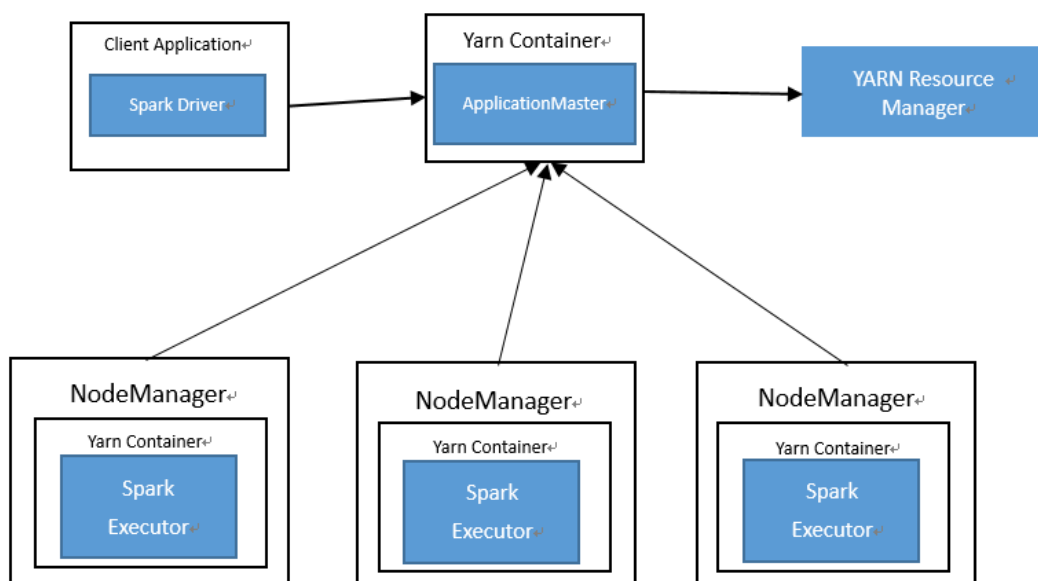 Client Application
Spark Driver
Yarn Container
ApplicationMaster
YARN Resource
Manager
NodeManager
Yarn Container
Spark
Executor
NodeManager
Yarn Container
Spark
Executor
NodeManager
Yarn Container
Spark
Executor